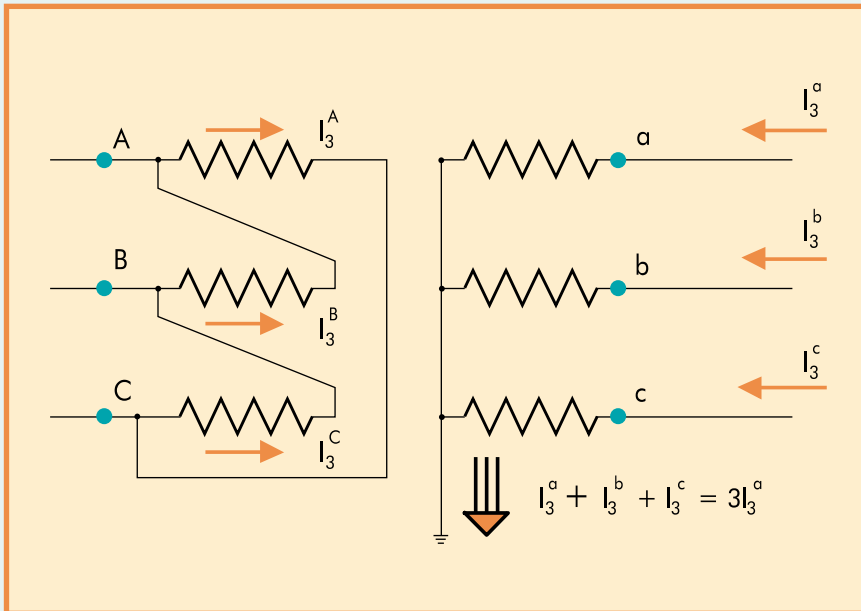 I₃ᵃ
A I₃ᴬ a
I₃ᵇ
B b
I₃ᴮ
I₃ᶜ
C c
I₃ᶜ
I₃ᵃ + I₃ᵇ + I₃ᶜ = 3I₃ᵃ